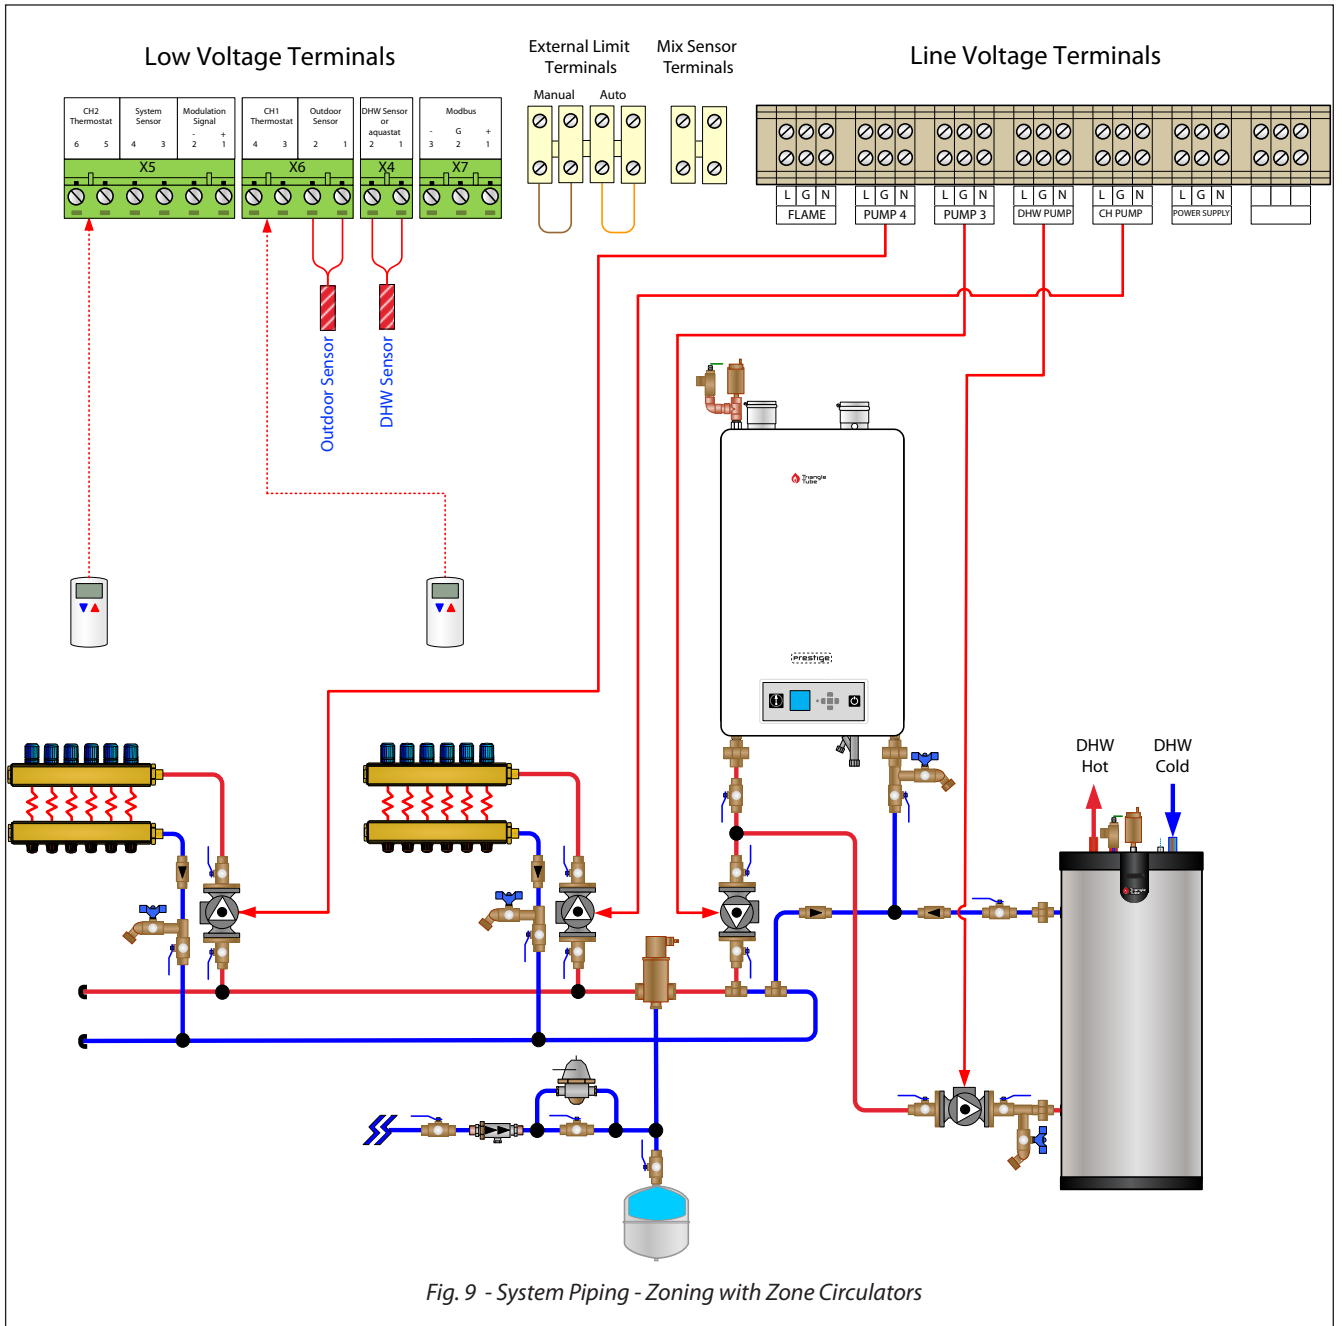 Low Voltage Terminals
External Limit
Terminals
Mix Sensor
Terminals
Line Voltage Terminals
Manual
Auto
CH2
Thermostat
6 5
System
Sensor
4 3
Modulation
Signal
- +
2 1
X5
CH1
Thermostat
4 3
Outdoor
Sensor
2 1
X6
DHW Sensor
or
aquastat
2 1
X4
Modbus
- G +
3 2 1
X7
L G N
FLAME
L G N
PUMP 4
L G N
PUMP 3
L G N
DHW PUMP
L G N
CH PUMP
L G N
POWER SUPPLY
Outdoor Sensor
DHW Sensor
Triangle
Tube
prestige
DHW
Hot
DHW
Cold
Triangle
Tube
Fig. 9 - System Piping - Zoning with Zone Circulators